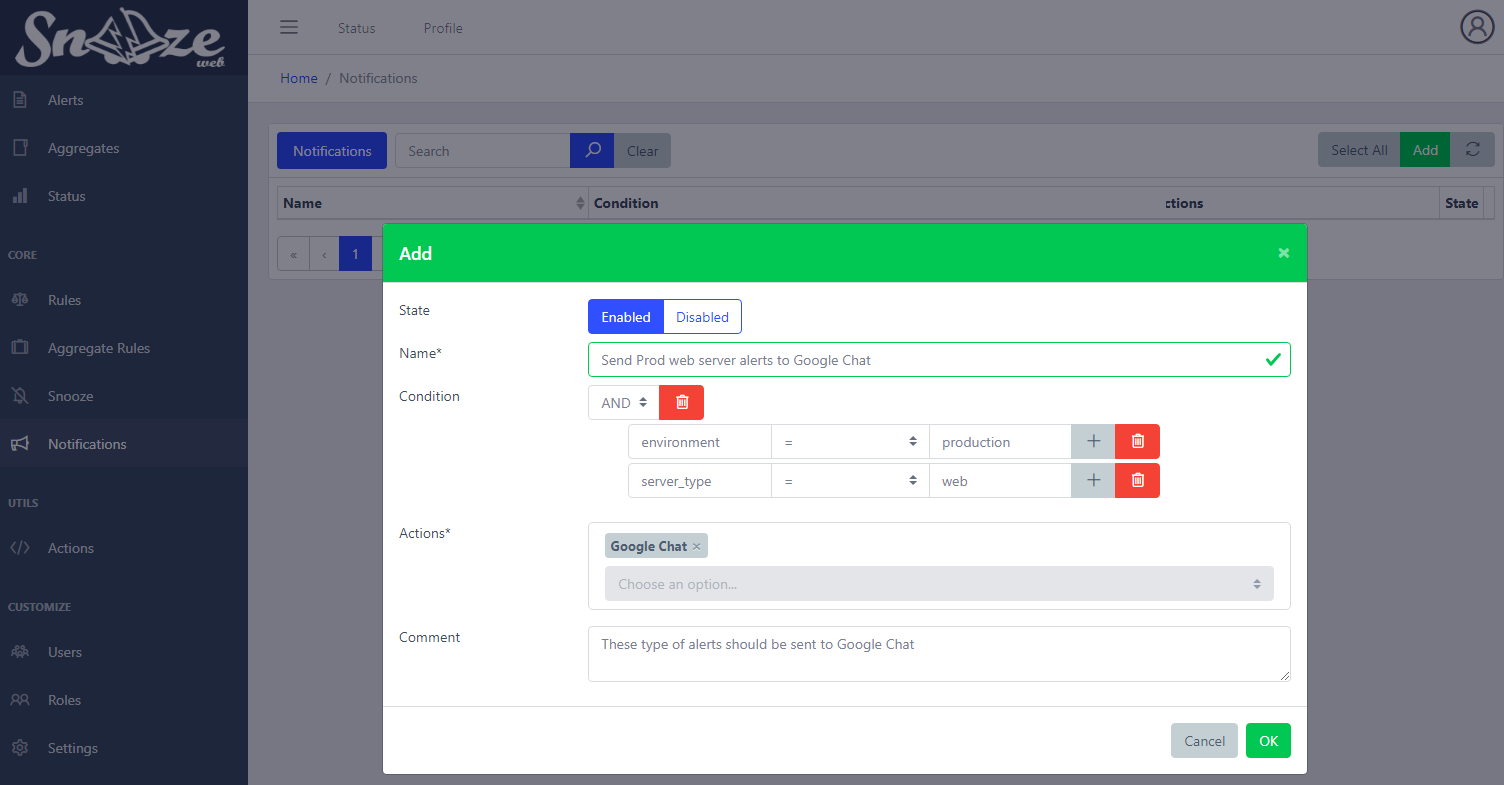 Snooze
web
Status
Profile
Home / Notifications
Alerts
Aggregates
Status
CORE
Rules
Aggregate Rules
Snooze
Notifications
UTILS
Actions
CUSTOMIZE
Users
Roles
Settings
Notifications
Search
Clear
Select All
Add
Name
Condition
ctions
State
«
‹
1
Add
×
State
Enabled
Disabled
Name*
Send Prod web server alerts to Google Chat
Condition
AND
environment = production +
server_type = web +
Actions*
Google Chat ×
Choose an option...
Comment
These type of alerts should be sent to Google Chat
Cancel
OK